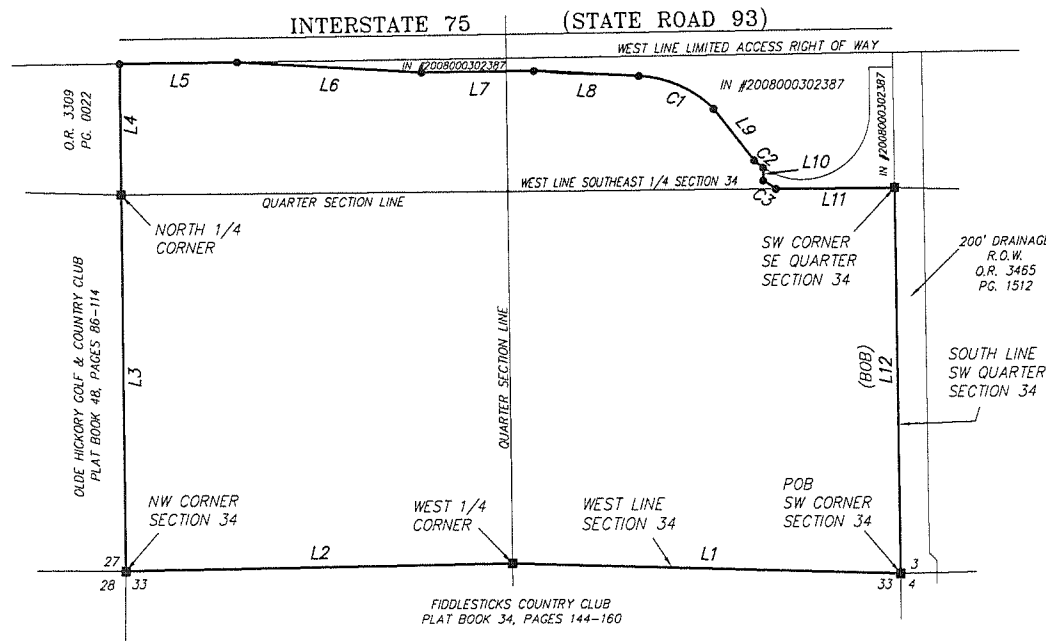 INTERSTATE 75 (STATE ROAD 93)
WEST LINE LIMITED ACCESS RIGHT OF WAY
L5
L6
IN #2008000302387
L7
L8
C1
IN #2008000302387
IN #2008000302387
L4
O.R. 3309
PG. 0022
L9
C2
L10
C3
L11
QUARTER SECTION LINE
WEST LINE SOUTHEAST 1/4 SECTION 34
NORTH 1/4
CORNER
SW CORNER
SE QUARTER
SECTION 34
200' DRAINAGE
R.O.W.
O.R. 3465
PG. 1512
OLDE HICKORY GOLF & COUNTRY CLUB
PLAT BOOK 48, PAGES 86-114
L3
QUARTER SECTION LINE
(BOB)
L12
SOUTH LINE
SW QUARTER
SECTION 34
NW CORNER
SECTION 34
WEST 1/4
CORNER
WEST LINE
SECTION 34
POB
SW CORNER
SECTION 34
L2
L1
27
28 33
3
33 4
FIDDLESTICKS COUNTRY CLUB
PLAT BOOK 34, PAGES 144-160